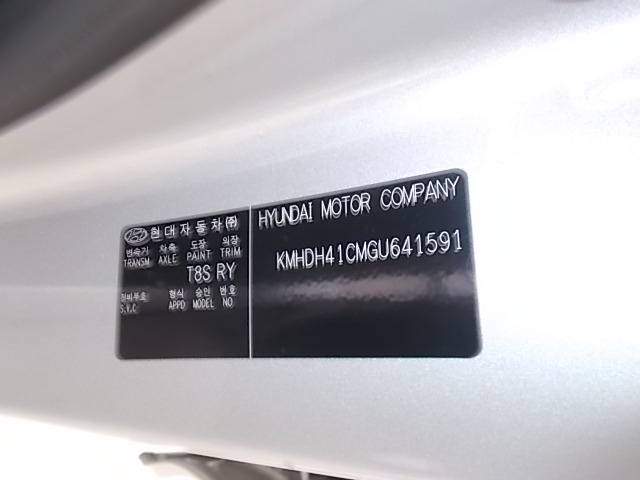 현대자동차㈜
변속기 차축 도장 의장
TRANSM AXLE PAINT TRIM
T8S RY
정비부호 형식 승인 번호
S.V.C APPD MODEL NO
HYUNDAI MOTOR COMPANY
KMHDH41CMGU641591